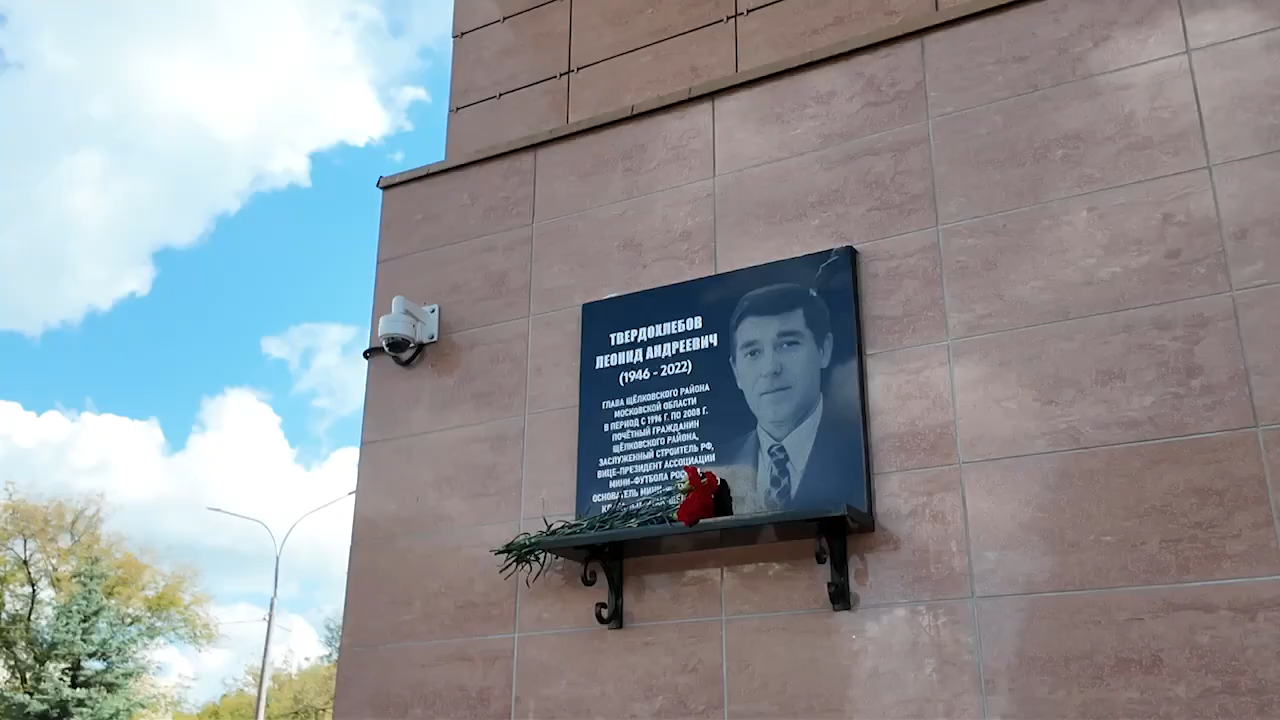 ТВЕРДОХЛЕБОВ
ЛЕОНИД АНДРЕЕВИЧ
(1946 - 2022)
ГЛАВА ЩЁЛКОВСКОГО РАЙОНА
МОСКОВСКОЙ ОБЛАСТИ
В ПЕРИОД С 1996 Г. ПО 2008 Г.
ПОЧЁТНЫЙ ГРАЖДАНИН
ЩЁЛКОВСКОГО РАЙОНА,
ЗАСЛУЖЕННЫЙ СТРОИТЕЛЬ РФ,
ВИЦЕ-ПРЕЗИДЕНТ АССОЦИАЦИИ
МИНИ-ФУТБОЛА